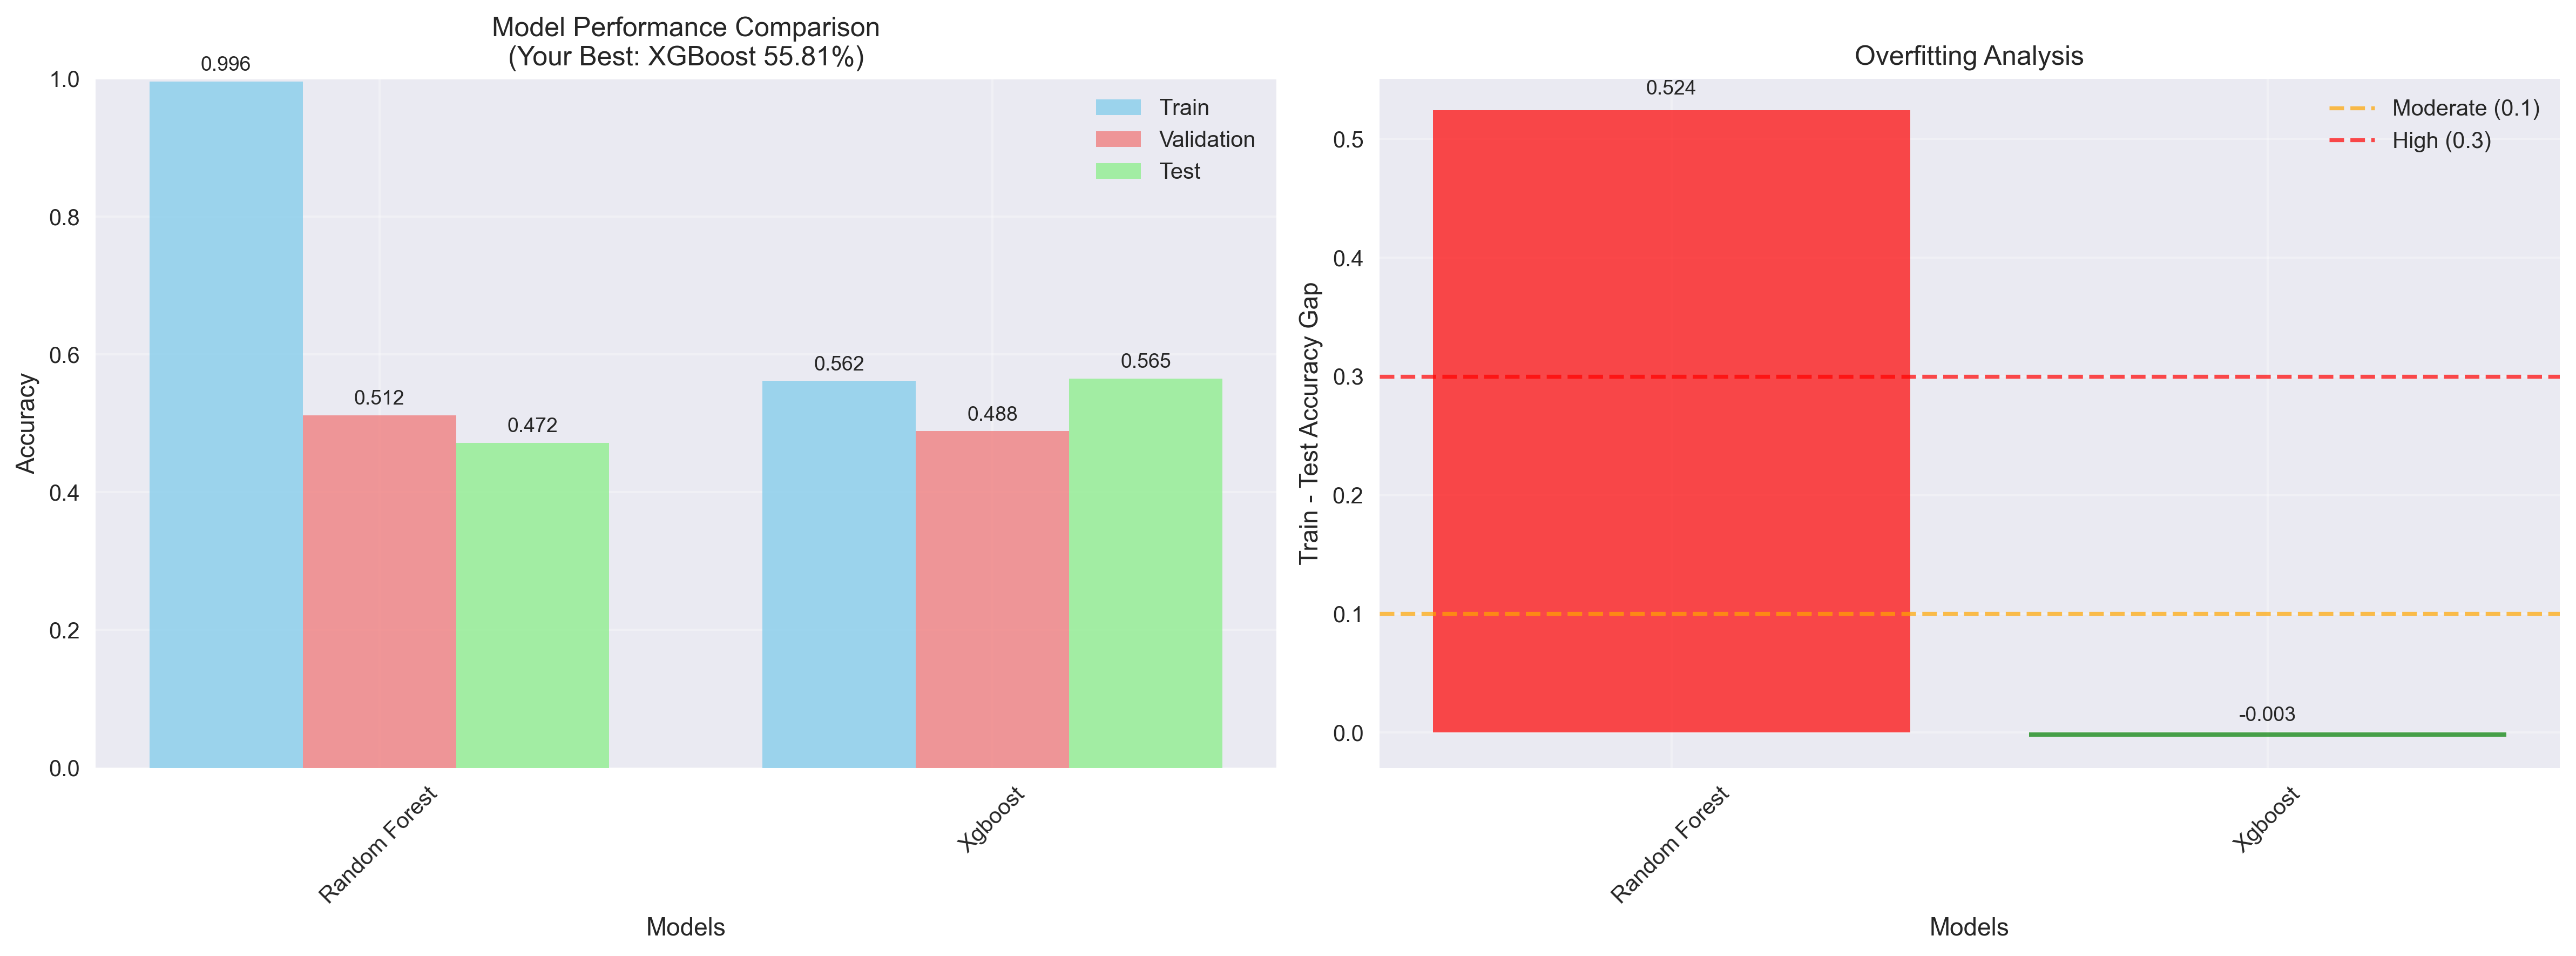 Model Performance Comparison
(Your Best: XGBoost 55.81%)
Accuracy
1.0
0.8
0.6
0.4
0.2
0.0
0.996
0.512
0.472
0.562
0.488
0.565
Train
Validation
Test
Random Forest
Xgboost
Models
Overfitting Analysis
Train - Test Accuracy Gap
0.5
0.4
0.3
0.2
0.1
0.0
0.524
-0.003
Moderate (0.1)
High (0.3)
Random Forest
Xgboost
Models